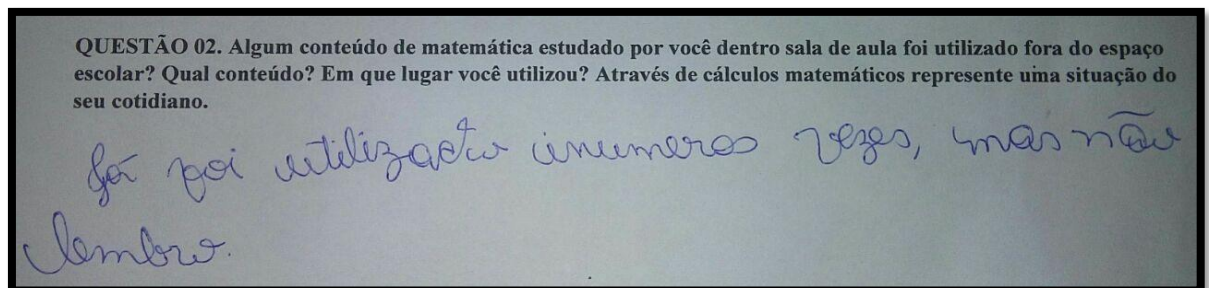 QUESTÃO 02. Algum conteúdo de matemática estudado por você dentro sala de aula foi utilizado fora do espaço
escolar? Qual conteúdo? Em que lugar você utilizou? Através de cálculos matemáticos represente uma situação do
seu cotidiano.
Já foi utilizado inumeros vezes, mas não
lembro.